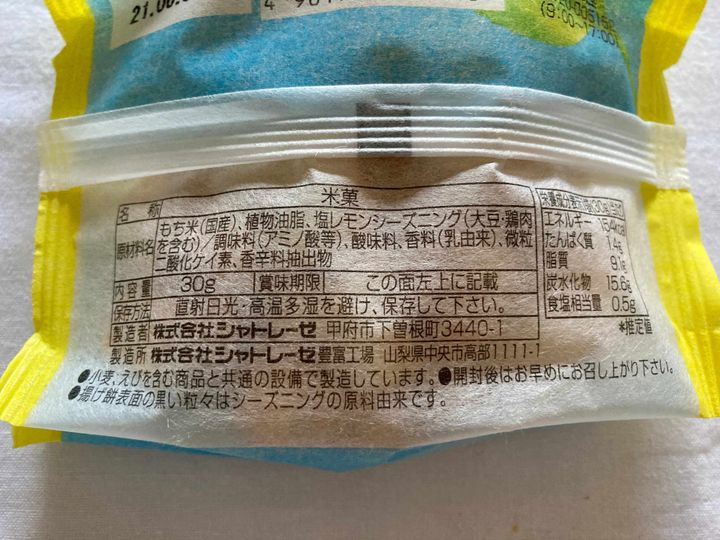 21.06.
(9:00~17:00)
名 称 米菓
原材料名 もち米(国産)、植物油脂、塩レモンシーズニング(大豆・鶏肉
を含む)/調味料(アミノ酸等)、酸味料、香料(乳由来)、微粒
二酸化ケイ素、香辛料抽出物
内容量 30g 賞味期限 この面左上に記載
保存方法 直射日光・高温多湿を避け、保存して下さい。
製造者 株式会社シャトレーゼ 甲府市下曽根町3440-1
製造所 株式会社シャトレーゼ豊富工場 山梨県中央市高部1111-1
●小麦、えびを含む商品と共通の設備で製造しています。●開封後はお早めにお召し上がり下さい。
●揚げ餅表面の黒い粒々はシーズニングの原料由来です。
栄養成分表示
エネルギー 154kcal
たんぱく質 1.4g
脂質 9.1g
炭水化物 15.6g
食塩相当量 0.5g
*推定値